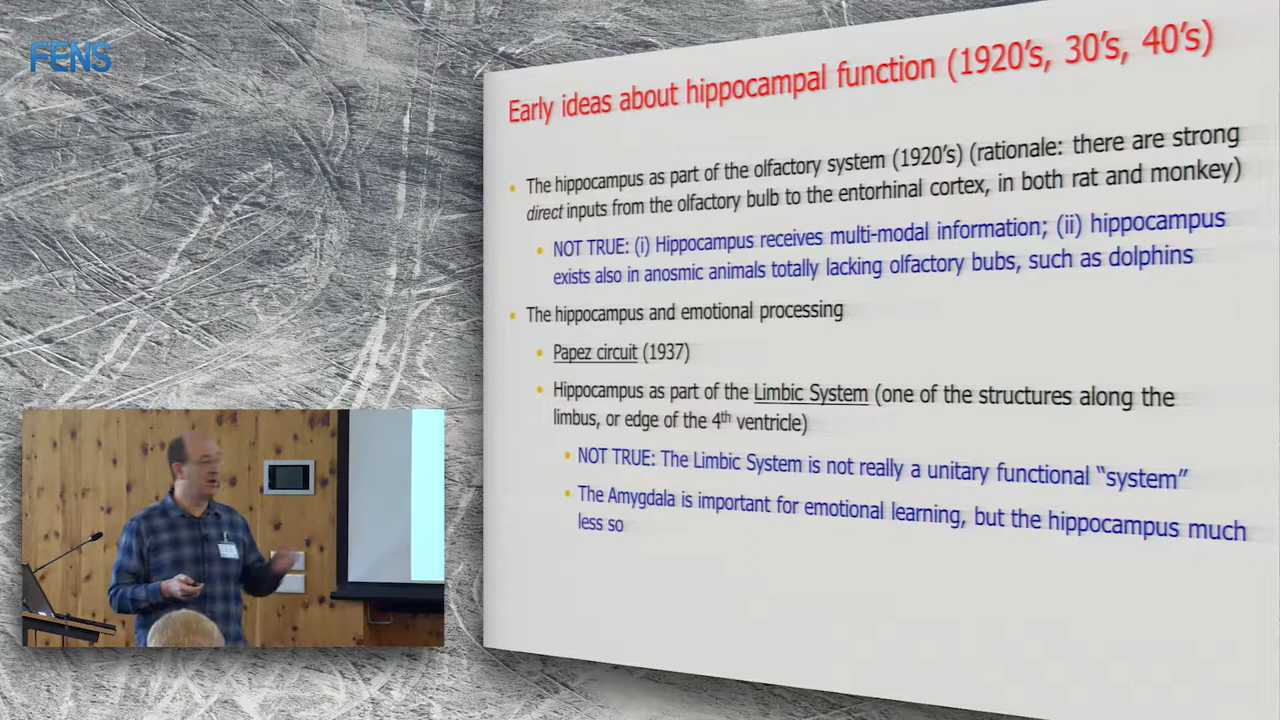 FENS
Early ideas about hippocampal function (1920's, 30's, 40's)
The hippocampus as part of the olfactory system (1920's) (rationale: there are strong
direct inputs from the olfactory bulb to the entorhinal cortex, in both rat and monkey)
NOT TRUE: (i) Hippocampus receives multi-modal information; (ii) hippocampus
exists also in anosmic animals totally lacking olfactory bubs, such as dolphins
The hippocampus and emotional processing
Papez circuit (1937)
Hippocampus as part of the Limbic System (one of the structures along the
limbus, or edge of the 4th ventricle)
NOT TRUE: The Limbic System is not really a unitary functional "system"
The Amygdala is important for emotional learning, but the hippocampus much
less so